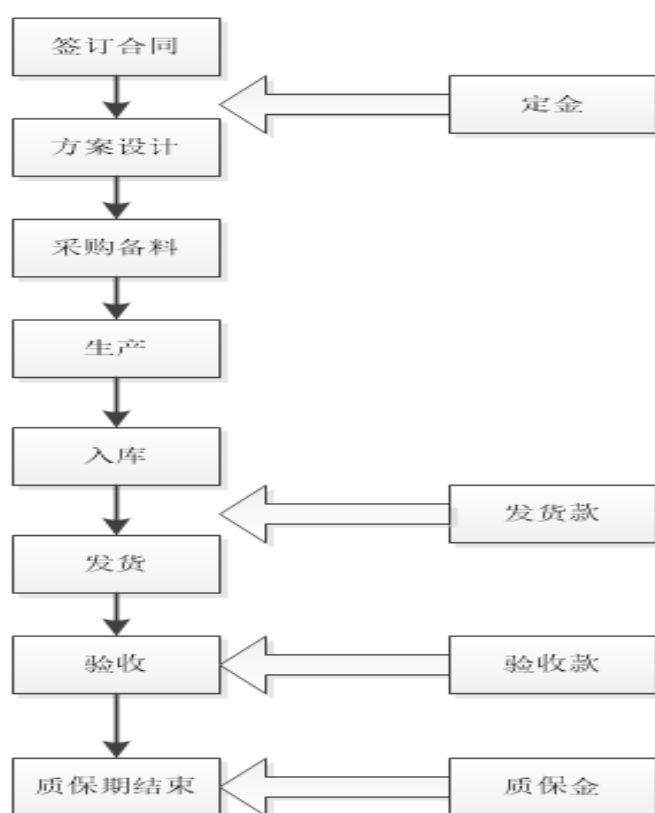 签订合同
定金
方案设计
采购备料
生产
入库
发货款
发货
验收
验收款
质保期结束
质保金